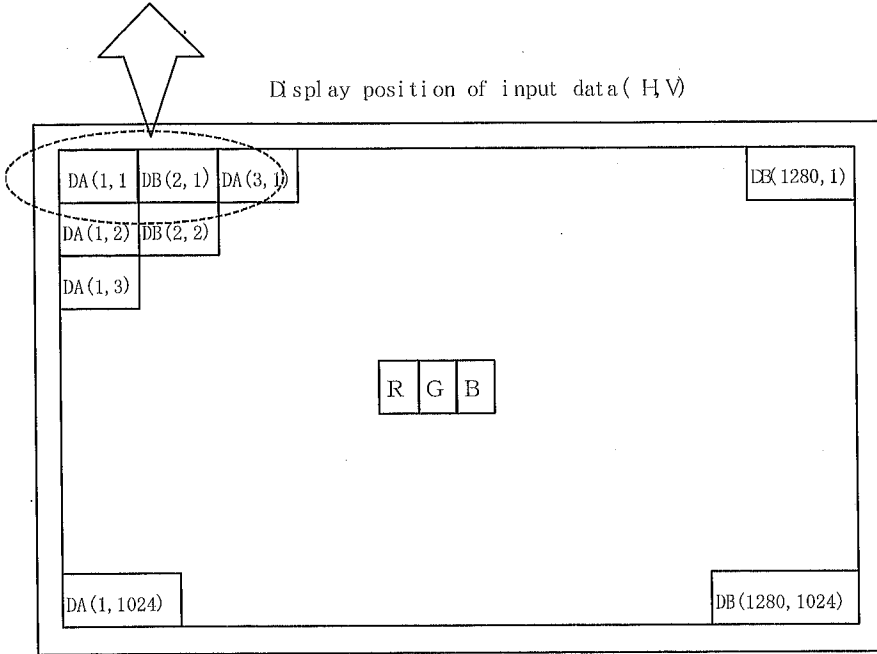 Display position of input data( H,V)
DA(1,1 DB(2,1) DA(3,1) DB(1280,1)
DA(1,2) DB(2,2)
DA(1,3)
R G B
DA(1,1024) DB(1280,1024)